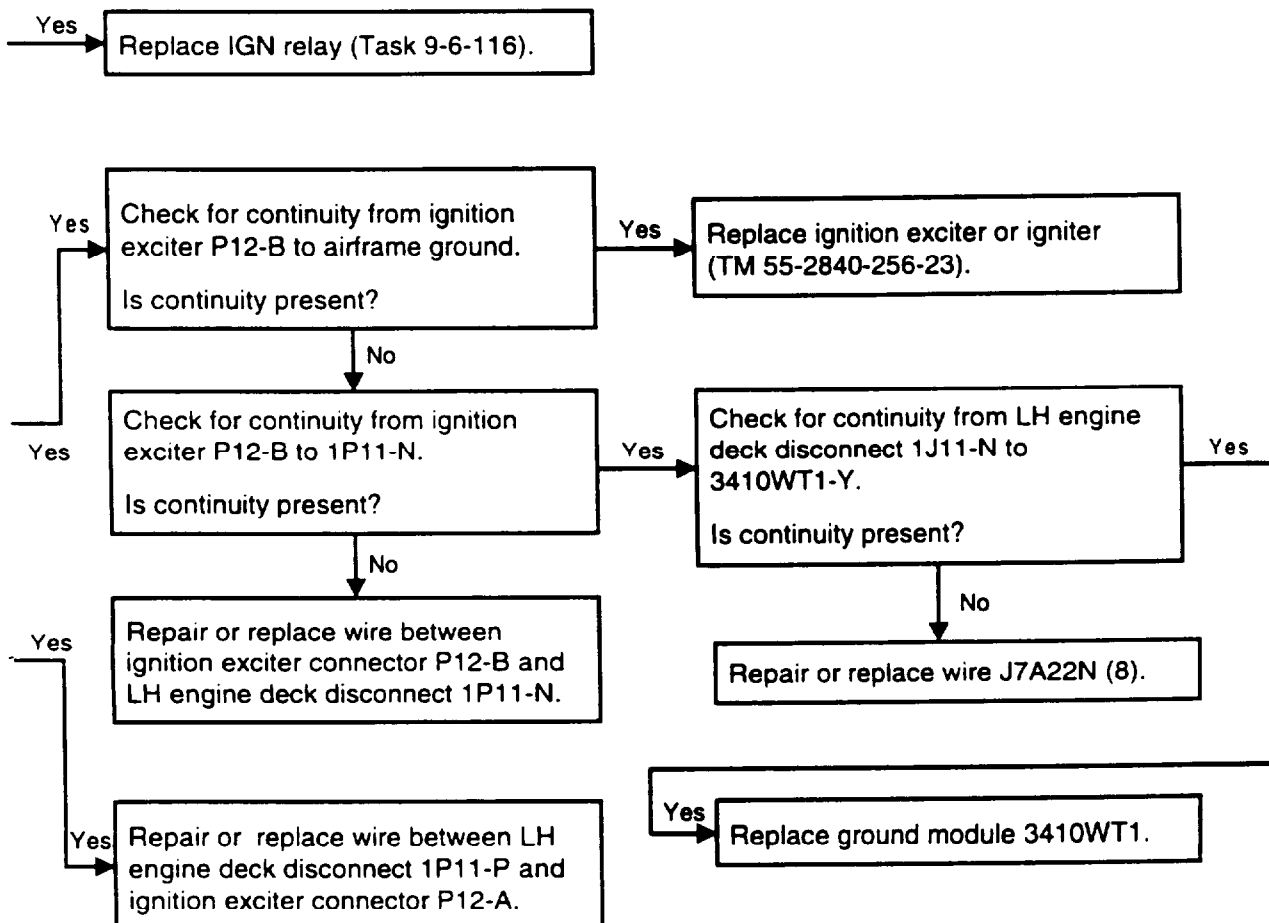 Yes
Replace IGN relay (Task 9-6-116).
Yes
Check for continuity from ignition
exciter P12-B to airframe ground.
Is continuity present?
Yes
Replace ignition exciter or igniter
(TM 55-2840-256-23).
No
Yes
Check for continuity from ignition
exciter P12-B to 1P11-N.
Is continuity present?
Yes
Check for continuity from LH engine
deck disconnect 1J11-N to
3410WT1-Y.
Is continuity present?
Yes
No
Repair or replace wire between
ignition exciter connector P12-B and
LH engine deck disconnect 1P11-N.
No
Repair or replace wire J7A22N (8).
Yes
Yes
Repair or replace wire between LH
engine deck disconnect 1P11-P and
ignition exciter connector P12-A.
Yes
Replace ground module 3410WT1.